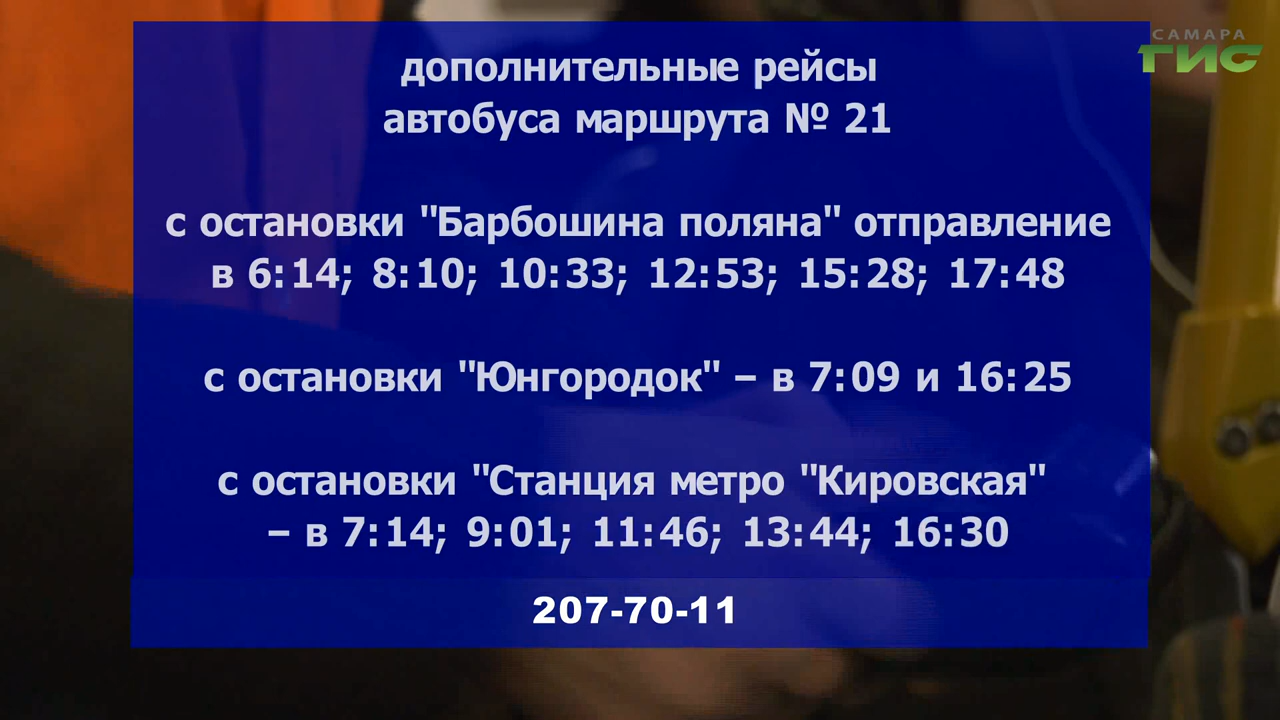 САМАРА
ГИС
дополнительные рейсы
автобуса маршрута № 21
с остановки "Барбошина поляна" отправление
в 6:14; 8:10; 10:33; 12:53; 15:28; 17:48
с остановки "Юнгородок" – в 7:09 и 16:25
с остановки "Станция метро "Кировская"
– в 7:14; 9:01; 11:46; 13:44; 16:30
207-70-11